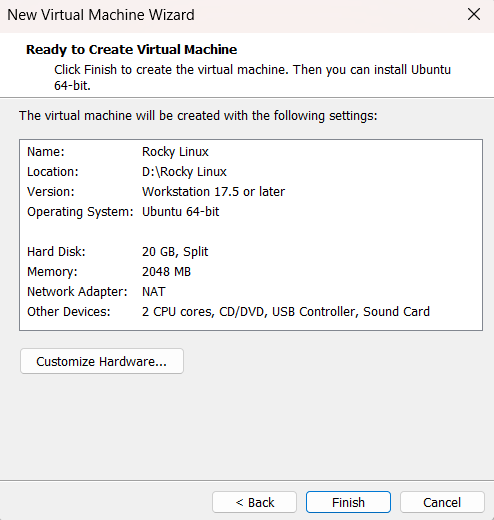 New Virtual Machine Wizard
Ready to Create Virtual Machine
Click Finish to create the virtual machine. Then you can install Ubuntu
64-bit.
The virtual machine will be created with the following settings:
Name: Rocky Linux
Location: D:\Rocky Linux
Version: Workstation 17.5 or later
Operating System: Ubuntu 64-bit
Hard Disk: 20 GB, Split
Memory: 2048 MB
Network Adapter: NAT
Other Devices: 2 CPU cores, CD/DVD, USB Controller, Sound Card
Customize Hardware...
< Back Finish Cancel